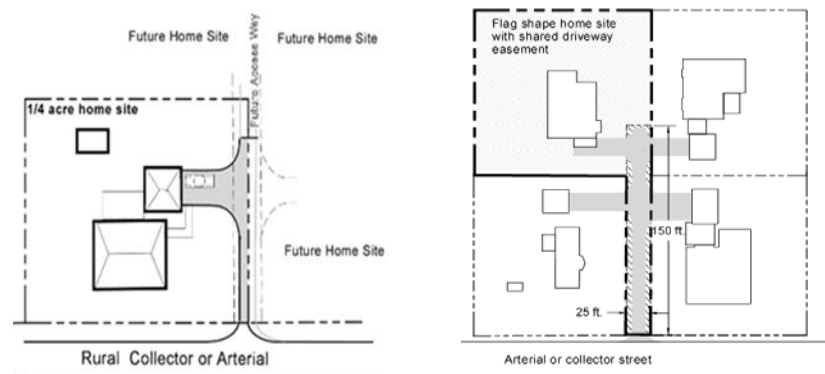 Future Home Site
Future Home Site
Future Access Way
1/4 acre home site
Future Home Site
Rural Collector or Arterial
Flag shape home site
with shared driveway
easement
150 ft.
25 ft.
Arterial or collector street